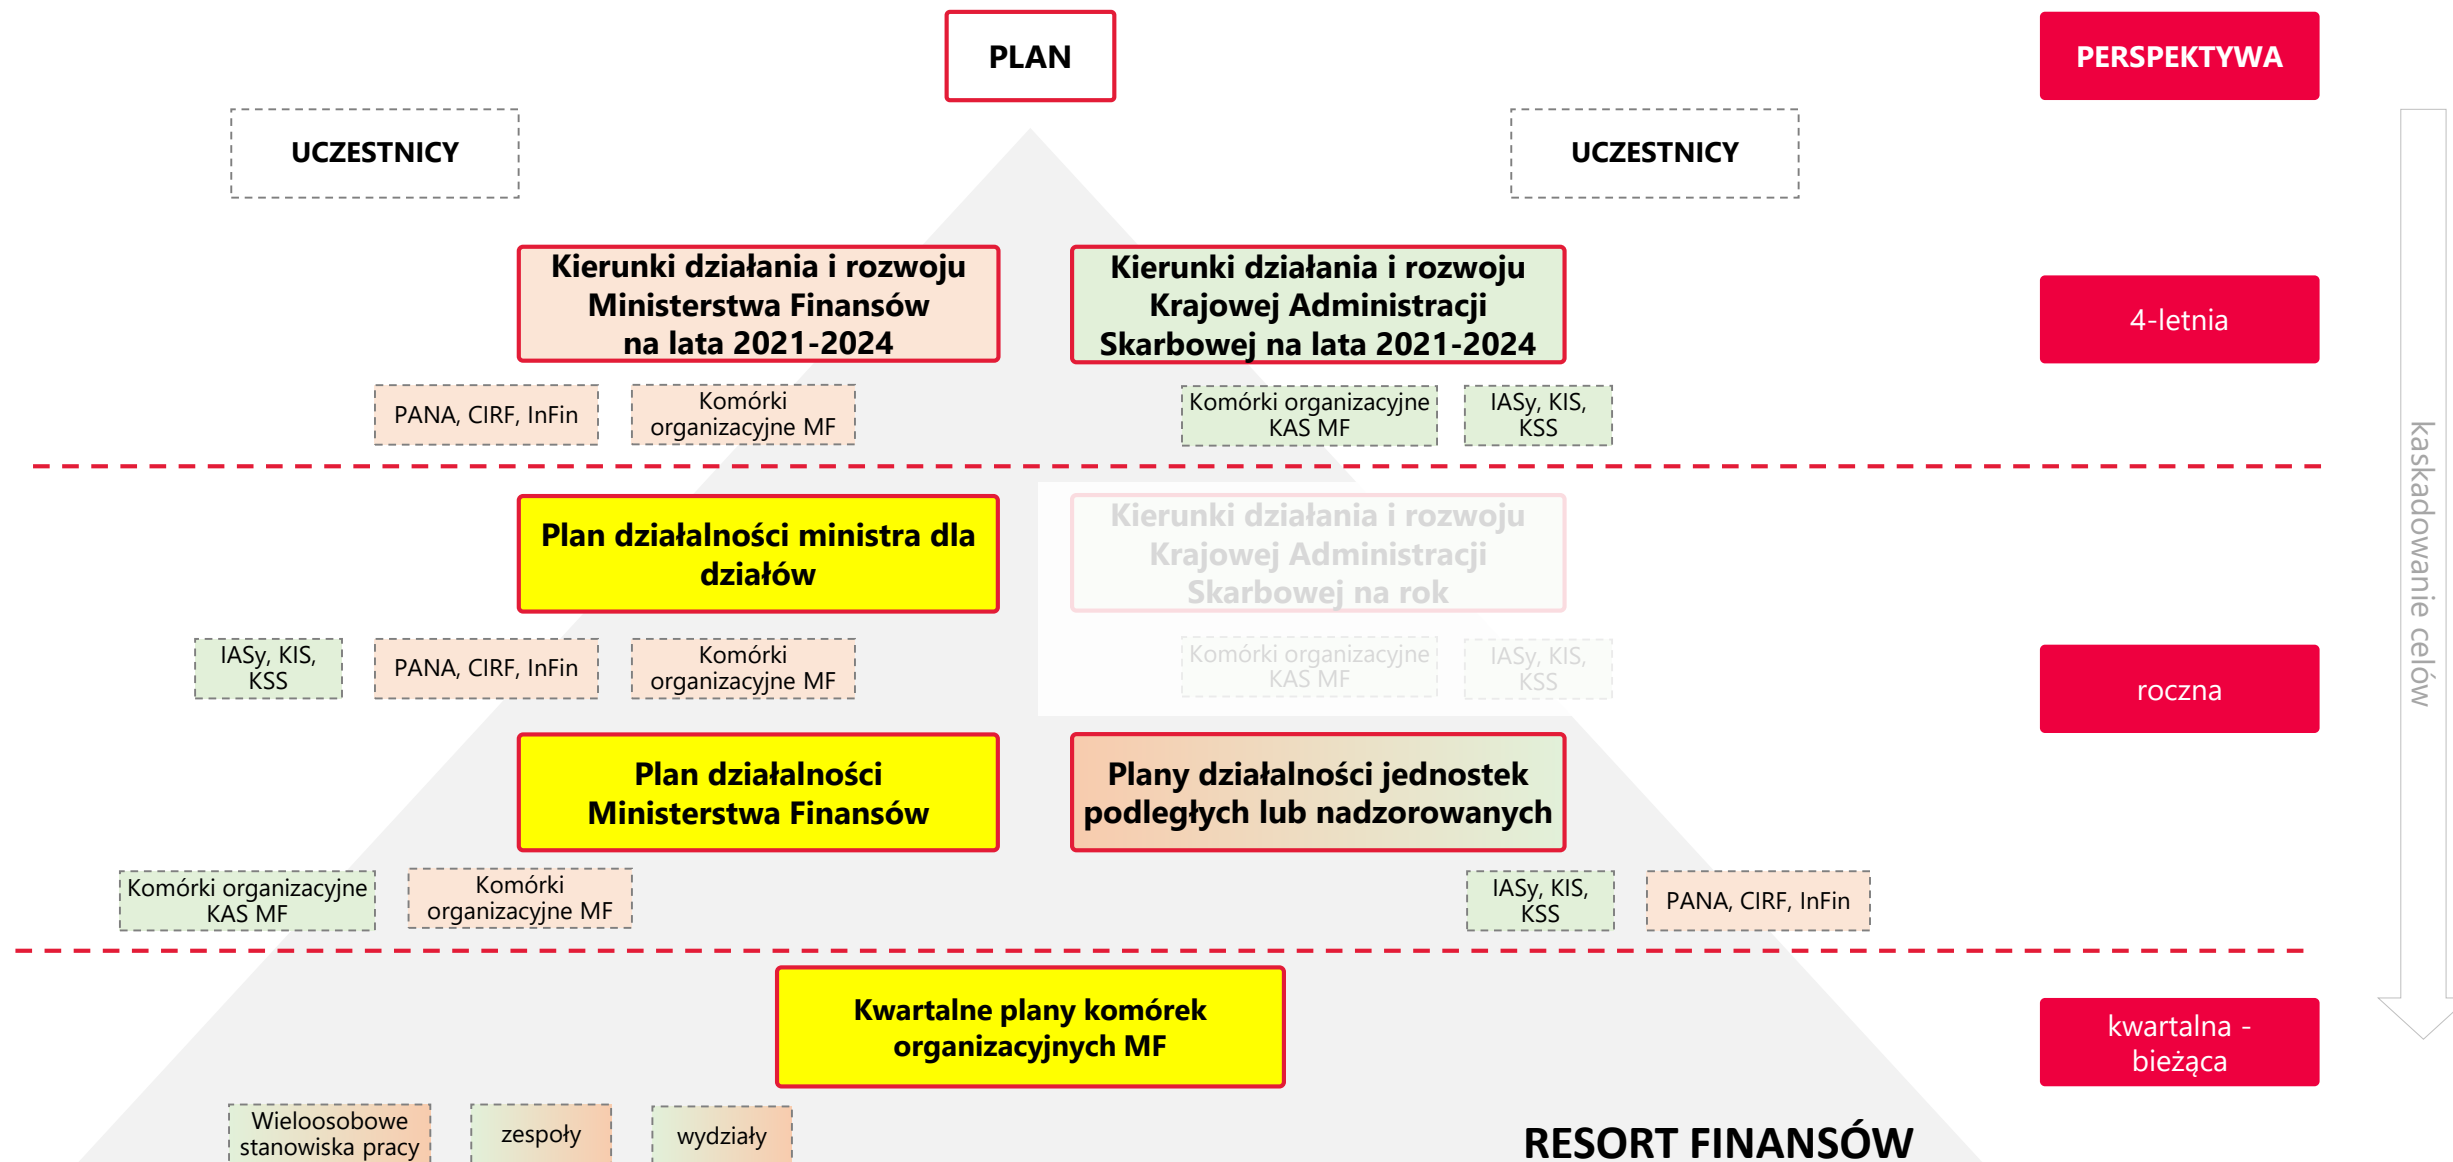 PLAN
PERSPEKTYWA
UCZESTNICY
UCZESTNICY
Kierunki działania i rozwoju
Ministerstwa Finansów
na lata 2021-2024
Kierunki działania i rozwoju
Krajowej Administracji
Skarbowej na lata 2021-2024
4-letnia
PANA, CIRF, InFin
Komórki
organizacyjne MF
Komórki organizacyjne
KAS MF
IASy, KIS,
KSS
kaskadowanie celów
Plan działalności ministra dla
działów
Kierunki działania i rozwoju
Krajowej Administracji
Skarbowej na rok
IASy, KIS,
KSS
PANA, CIRF, InFin
Komórki
organizacyjne MF
Komórki organizacyjne
KAS MF
IASy, KIS,
KSS
roczna
Plan działalności
Ministerstwa Finansów
Plany działalności jednostek
podległych lub nadzorowanych
Komórki organizacyjne
KAS MF
Komórki
organizacyjne MF
IASy, KIS,
KSS
PANA, CIRF, InFin
Kwartalne plany komórek
organizacyjnych MF
kwartalna -
bieżąca
Wieloosobowe
stanowiska pracy
zespoły
wydziały
RESORT FINANSÓW